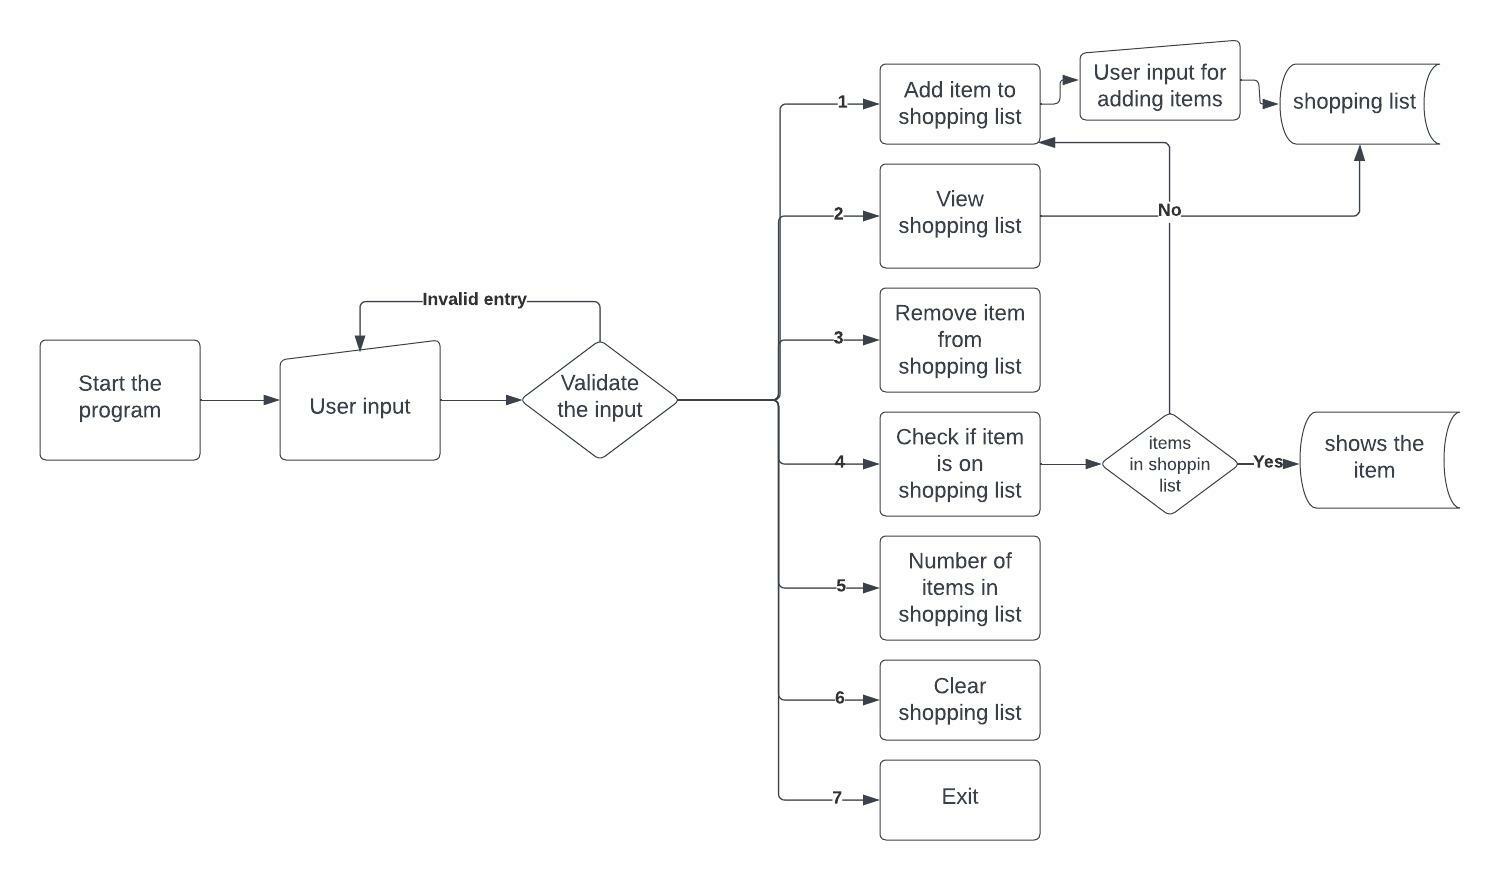 Start the
program
User input
Invalid entry
Validate
the input
1
Add item to
shopping list
User input for
adding items
shopping list
2
View
shopping list
No
3
Remove item
from
shopping list
4
Check if item
is on
shopping list
items
in shoppin
list
Yes
shows the
item
5
Number of
items in
shopping list
6
Clear
shopping list
7
Exit